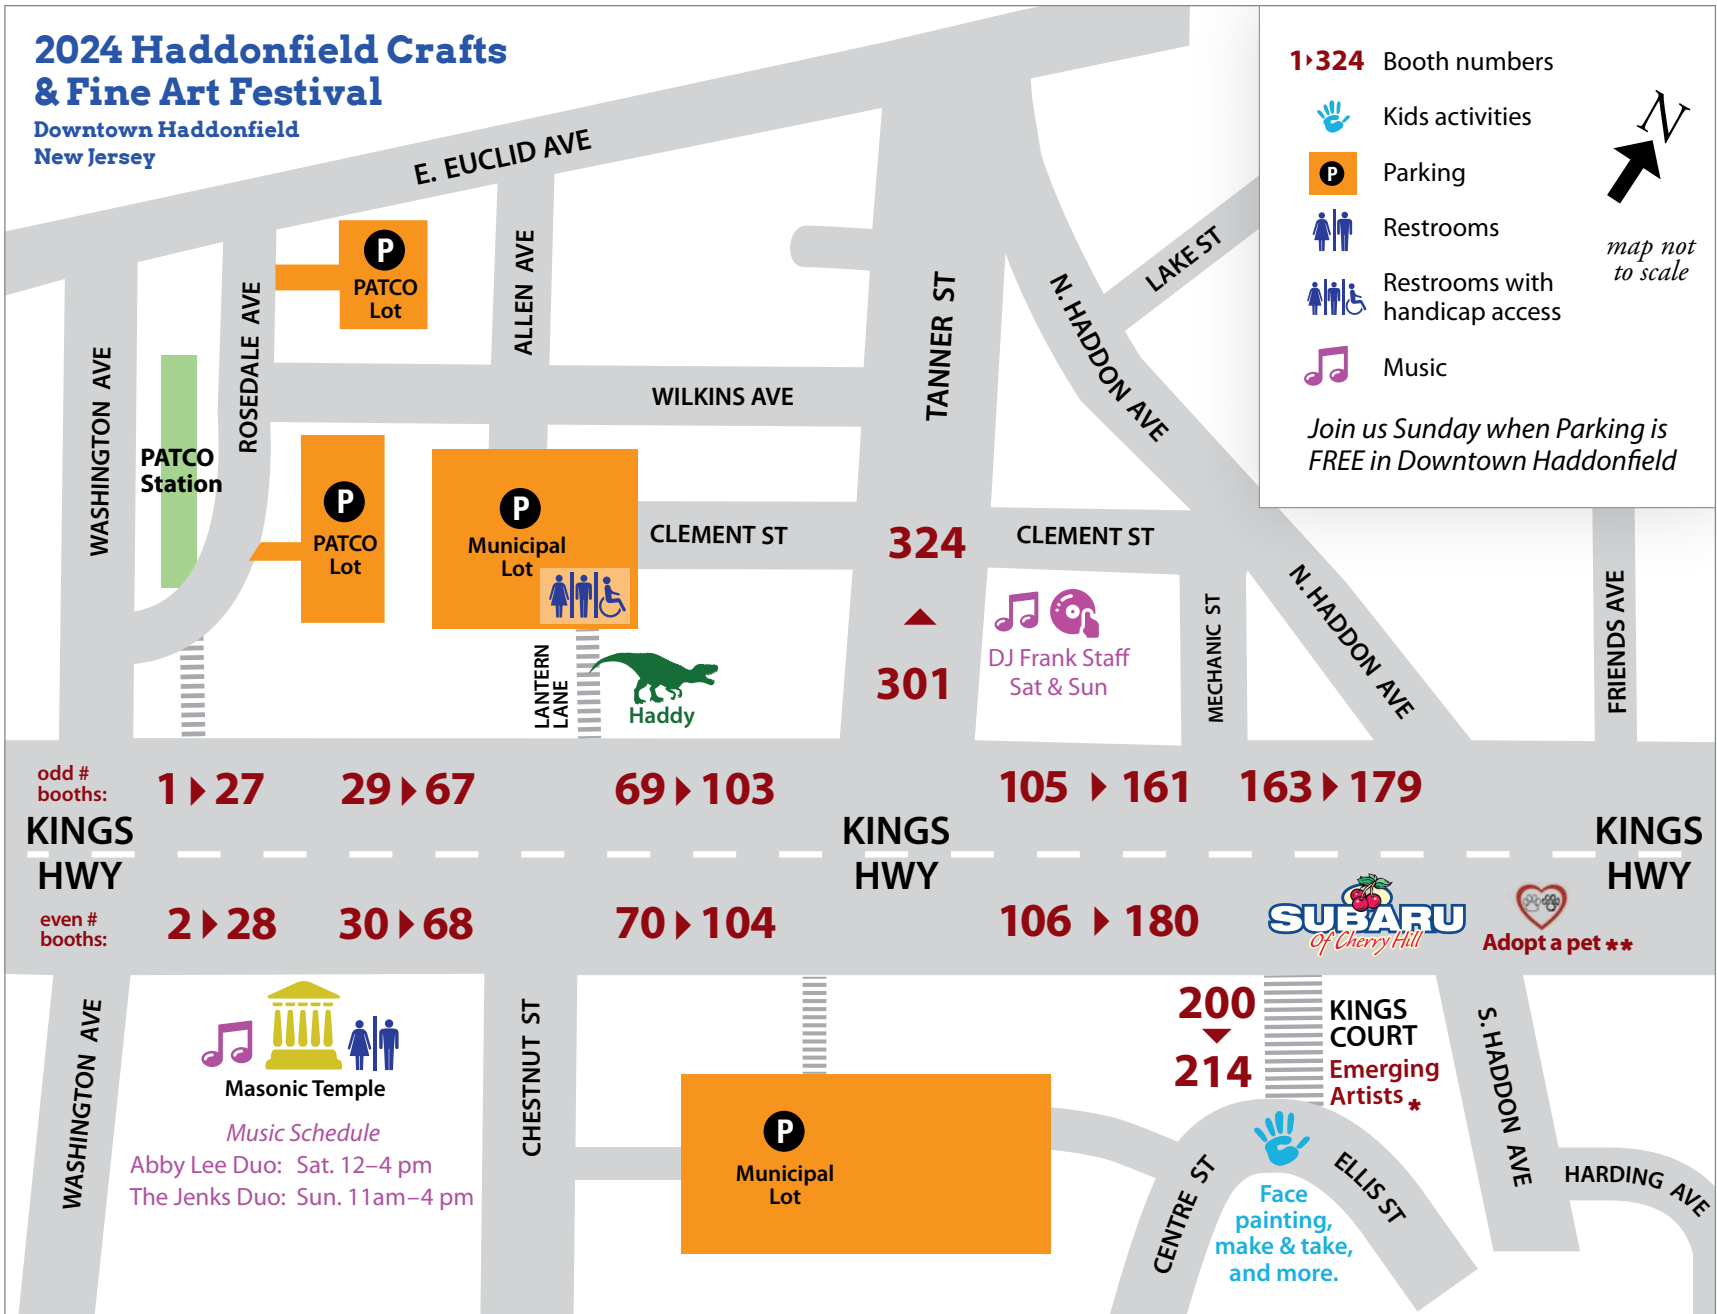 2024 Haddonfield Crafts
& Fine Art Festival
Downtown Haddonfield
New Jersey
1▸324 Booth numbers
Kids activities
P Parking
Restrooms
Restrooms with
handicap access
Music
N
map not
to scale
Join us Sunday when Parking is
FREE in Downtown Haddonfield
E. EUCLID AVE
WASHINGTON AVE
ROSEDALE AVE
ALLEN AVE
TANNER ST
N. HADDON AVE
LAKE ST
P
PATCO
Lot
WILKINS AVE
PATCO
Station
P
PATCO
Lot
P
Municipal
Lot
CLEMENT ST
324
CLEMENT ST
301
DJ Frank Staff
Sat & Sun
MECHANIC ST
N. HADDON AVE
FRIENDS AVE
LANTERN
LANE
Haddy
odd #
booths:
1▸27
29▸67
69▸103
105 ▸ 161
163▸179
KINGS
HWY
KINGS
HWY
KINGS
HWY
even #
booths:
2▸28
30▸68
70▸104
106 ▸ 180
SUBARU
Of Cherry Hill
Adopt a pet **
WASHINGTON AVE
Masonic Temple
Music Schedule
Abby Lee Duo: Sat. 12–4 pm
The Jenks Duo: Sun. 11am–4 pm
CHESTNUT ST
P
Municipal
Lot
200
214
KINGS
COURT
Emerging
Artists *
S. HADDON AVE
HARDING AVE
CENTRE ST
ELLIS ST
Face
painting,
make & take,
and more.